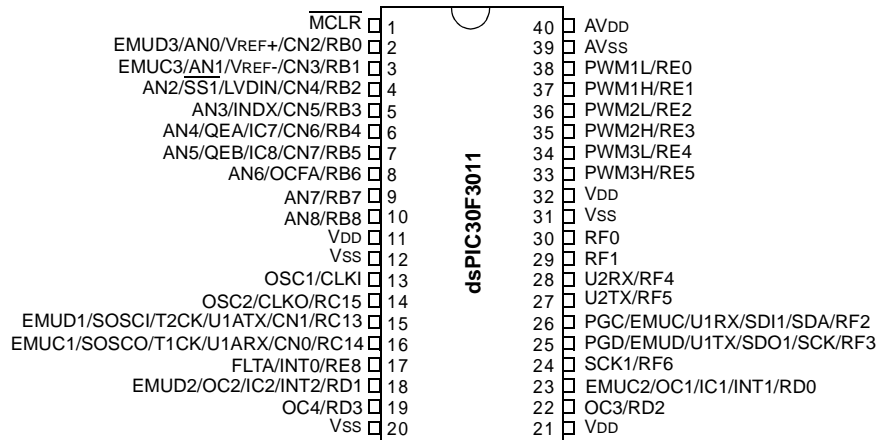 MCLR 1
EMUD3/AN0/VREF+/CN2/RB0 2
EMUC3/AN1/VREF-/CN3/RB1 3
AN2/SS1/LVDIN/CN4/RB2 4
AN3/INDX/CN5/RB3 5
AN4/QEA/IC7/CN6/RB4 6
AN5/QEB/IC8/CN7/RB5 7
AN6/OCFA/RB6 8
AN7/RB7 9
AN8/RB8 10
VDD 11
VSS 12
OSC1/CLKI 13
OSC2/CLKO/RC15 14
EMUD1/SOSCI/T2CK/U1ATX/CN1/RC13 15
EMUC1/SOSCO/T1CK/U1ARX/CN0/RC14 16
FLTA/INT0/RE8 17
EMUD2/OC2/IC2/INT2/RD1 18
OC4/RD3 19
VSS 20
dsPIC30F3011
40 AVDD
39 AVSS
38 PWM1L/RE0
37 PWM1H/RE1
36 PWM2L/RE2
35 PWM2H/RE3
34 PWM3L/RE4
33 PWM3H/RE5
32 VDD
31 VSS
30 RF0
29 RF1
28 U2RX/RF4
27 U2TX/RF5
26 PGC/EMUC/U1RX/SDI1/SDA/RF2
25 PGD/EMUD/U1TX/SDO1/SCK/RF3
24 SCK1/RF6
23 EMUC2/OC1/IC1/INT1/RD0
22 OC3/RD2
21 VDD